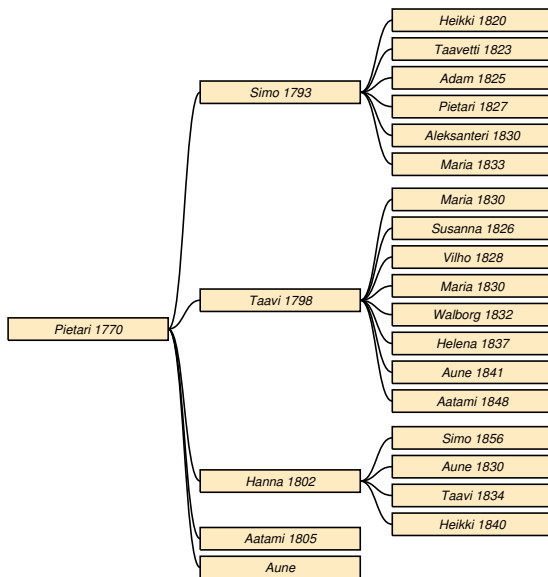 Pietari 1770
Simo 1793
Heikki 1820
Taavetti 1823
Adam 1825
Pietari 1827
Aleksanteri 1830
Maria 1833
Taavi 1798
Maria 1830
Susanna 1826
Vilho 1828
Maria 1830
Walborg 1832
Helena 1837
Aune 1841
Aatami 1848
Hanna 1802
Simo 1856
Aune 1830
Taavi 1834
Heikki 1840
Aatami 1805
Aune